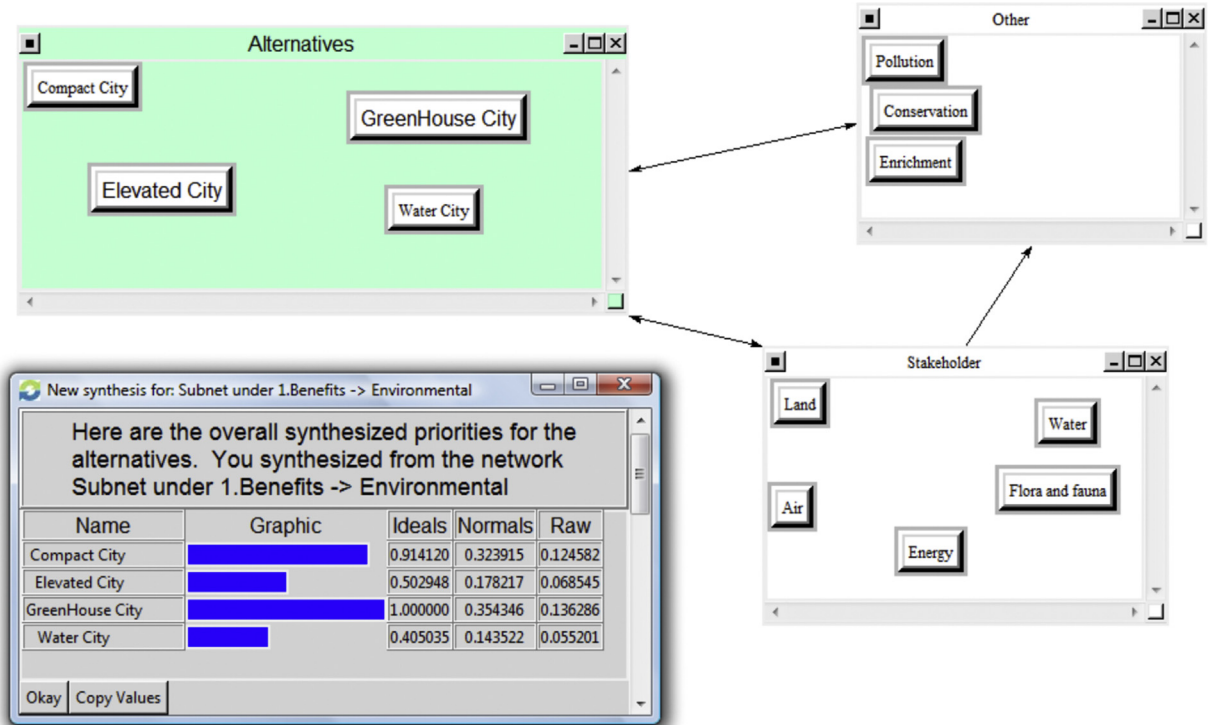 Alternatives
Compact City
GreenHouse City
Elevated City
Water City
Other
Pollution
Conservation
Enrichment
Stakeholder
Land
Water
Flora and fauna
Air
Energy
New synthesis for: Subnet under 1.Benefits -> Environmental
Here are the overall synthesized priorities for the
alternatives. You synthesized from the network
Subnet under 1.Benefits -> Environmental
Name Graphic Ideals Normals Raw
Compact City 0.914120 0.323915 0.124582
Elevated City 0.502948 0.178217 0.068545
GreenHouse City 1.000000 0.354346 0.136286
Water City 0.405035 0.143522 0.055201
Okay Copy Values